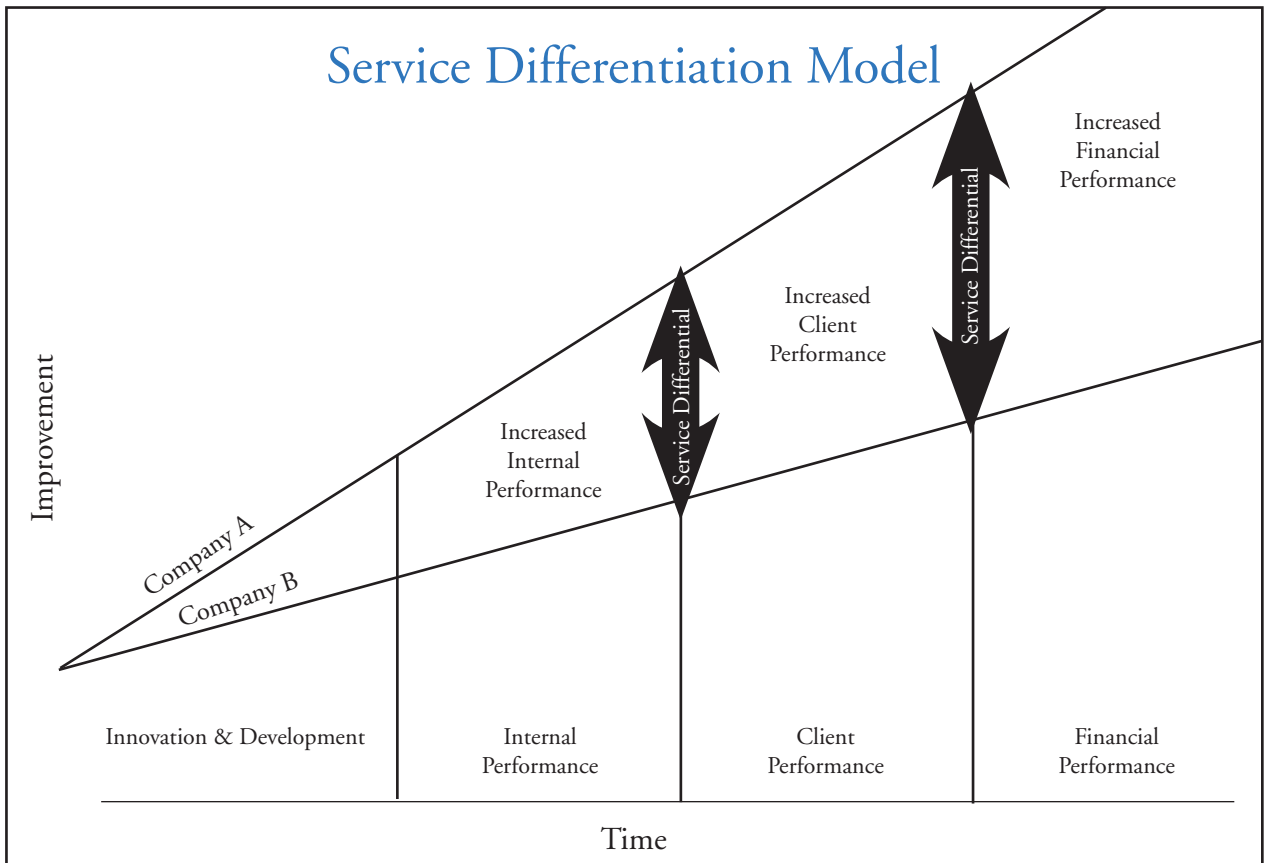 Service Differentiation Model
Increased
Financial
Performance
Service Differential
Increased
Client
Performance
Service Differential
Increased
Internal
Performance
Improvement
Company A
Company B
Innovation & Development
Internal
Performance
Client
Performance
Financial
Performance
Time